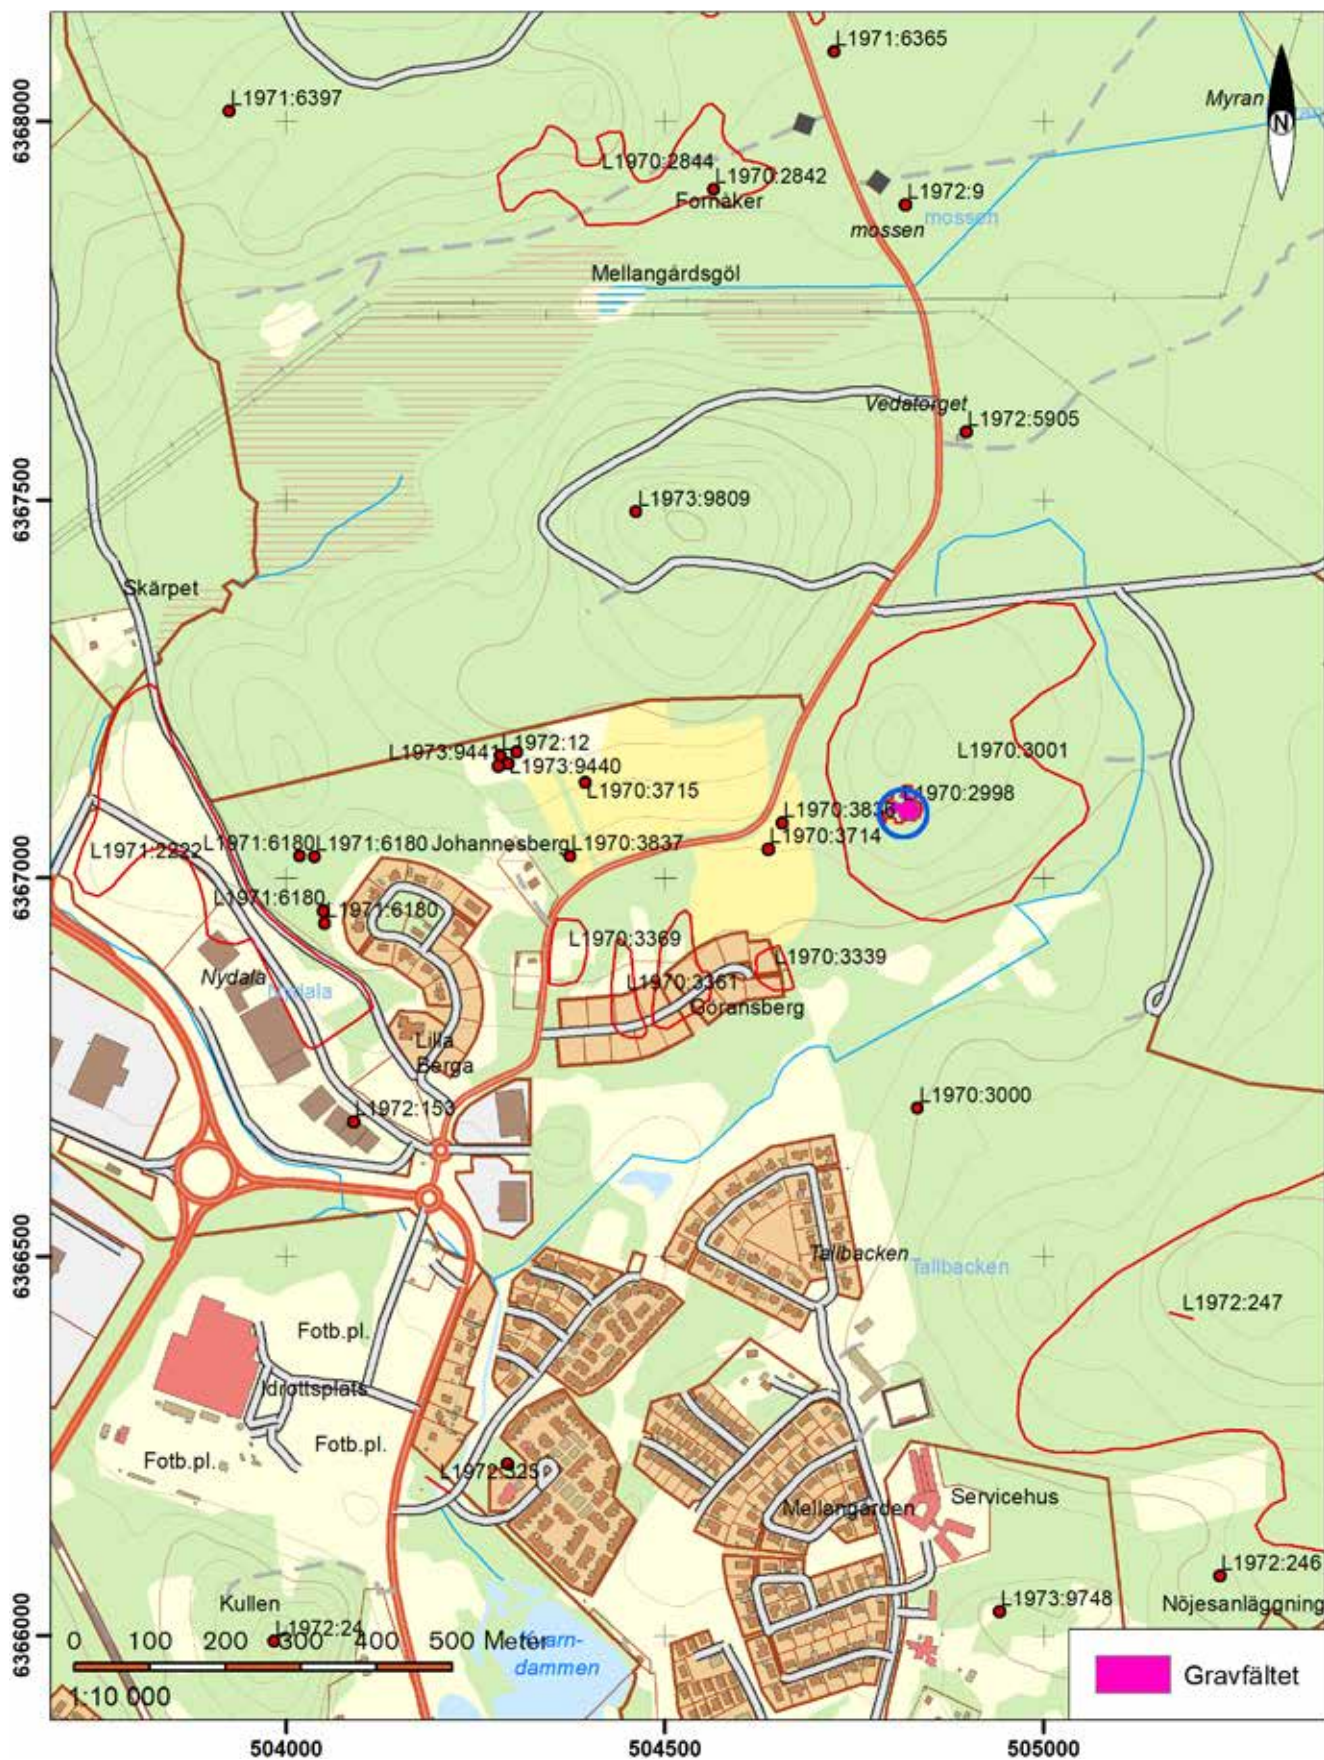 L1971:6365
L1971:6397
Myran
N
6368000
L1970:2844
L1970:2842
Fornåker
L1972:9
mossen
mossen
Mellangårdsgöl
Vedatorget
L1972:5905
6367500
L1973:9809
Skärpet
L1973:9441
L1972:12
L1973:9440
L1970:3001
L1970:3715
L1970:2998
L1970:3836
L1970:3714
L1971:2222
L1971:6180
L1971:6180
Johannesberg
L1970:3837
6367000
L1971:6180
L1971:6180
L1970:3369
L1970:3339
Nydala
Nydala
L1970:3361
Göransberg
Lilla
Berga
L1972:153
L1970:3000
6366500
Tallbacken
Tallbacken
L1972:247
Fotb.pl.
Idrottsplats
Fotb.pl.
Fotb.pl.
L1972:325
Mellangården
Servicehus
L1972:246
Kullen
L1973:9748
Nöjesanläggning
L1972:24
6366000
0 100 200 300 400 500 Meter
Kvarn-
dammen
1:10 000
Gravfältet
504000 504500 505000